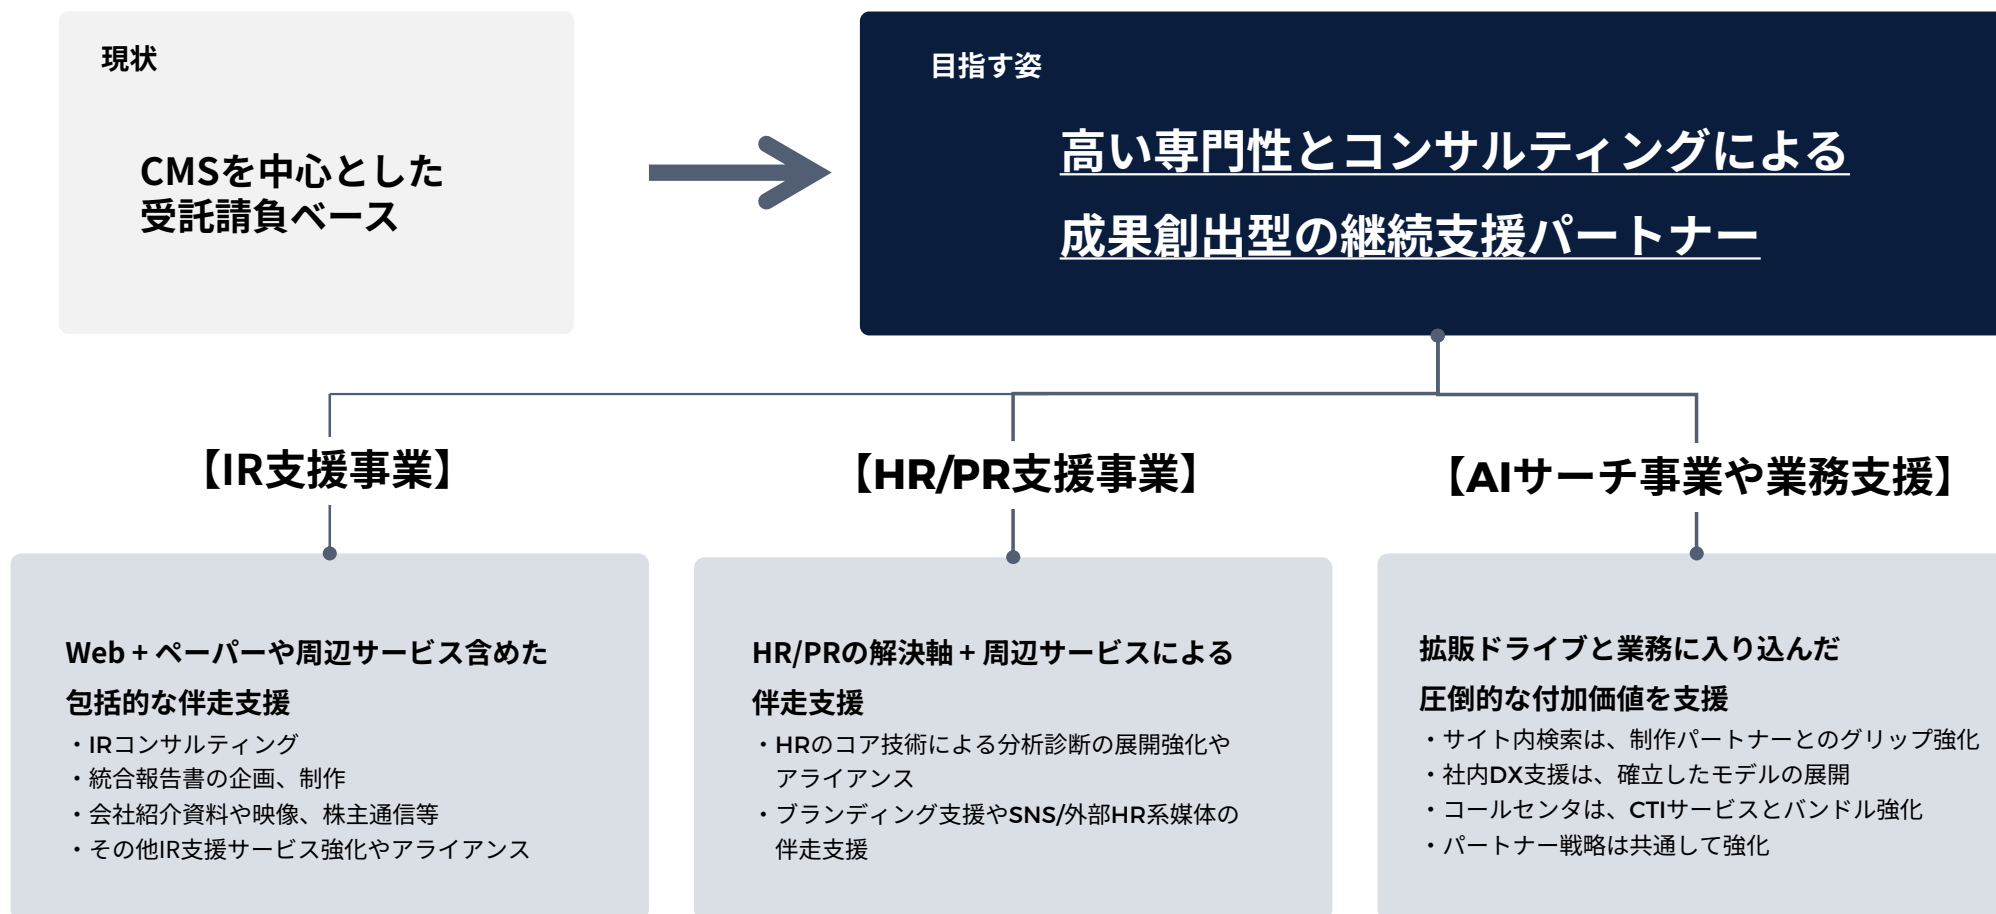 現状
CMSを中心とした
受託請負ベース
目指す姿
高い専門性とコンサルティングによる
成果創出型の継続支援パートナー
【IR支援事業】
Web + ペーパーや周辺サービス含めた
包括的な伴走支援
・IRコンサルティング
・統合報告書の企画、制作
・会社紹介資料や映像、株主通信等
・その他IR支援サービス強化やアライアンス
【HR/PR支援事業】
HR/PRの解決軸 + 周辺サービスによる
伴走支援
・HRのコア技術による分析診断の展開強化や
アライアンス
・ブランディング支援やSNS/外部HR系媒体の
伴走支援
【AIサーチ事業や業務支援】
拡販ドライブと業務に入り込んだ
圧倒的な付加価値を支援
・サイト内検索は、制作パートナーとのグリップ強化
・社内DX支援は、確立したモデルの展開
・コールセンタは、CTIサービスとバンドル強化
・パートナー戦略は共通して強化